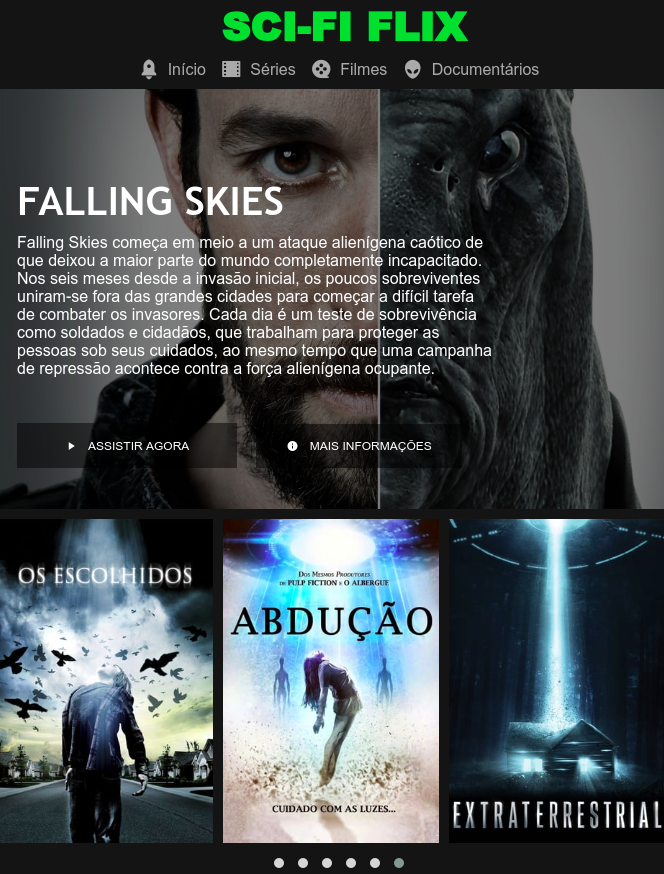 SCI-FI FLIX
Início Séries Filmes Documentários
FALLING SKIES
Falling Skies começa em meio a um ataque alienígena caótico de
que deixou a maior parte do mundo completamente incapacitado.
Nos seis meses desde a invasão inicial, os poucos sobreviventes
uniram-se fora das grandes cidades para começar a difícil tarefa
de combater os invasores. Cada dia é um teste de sobrevivência
como soldados e cidadãos, que trabalham para proteger as
pessoas sob seus cuidados, ao mesmo tempo que uma campanha
de repressão acontece contra a força alienígena ocupante.
ASSISTIR AGORA
MAIS INFORMAÇÕES
OS ESCOLHIDOS
DOS MESMOS PRODUTORES
DE PULP FICTION E O ALBERGUE
ABDUÇÃO
CUIDADO COM AS LUZES...
EXTRATERRESTRIAL